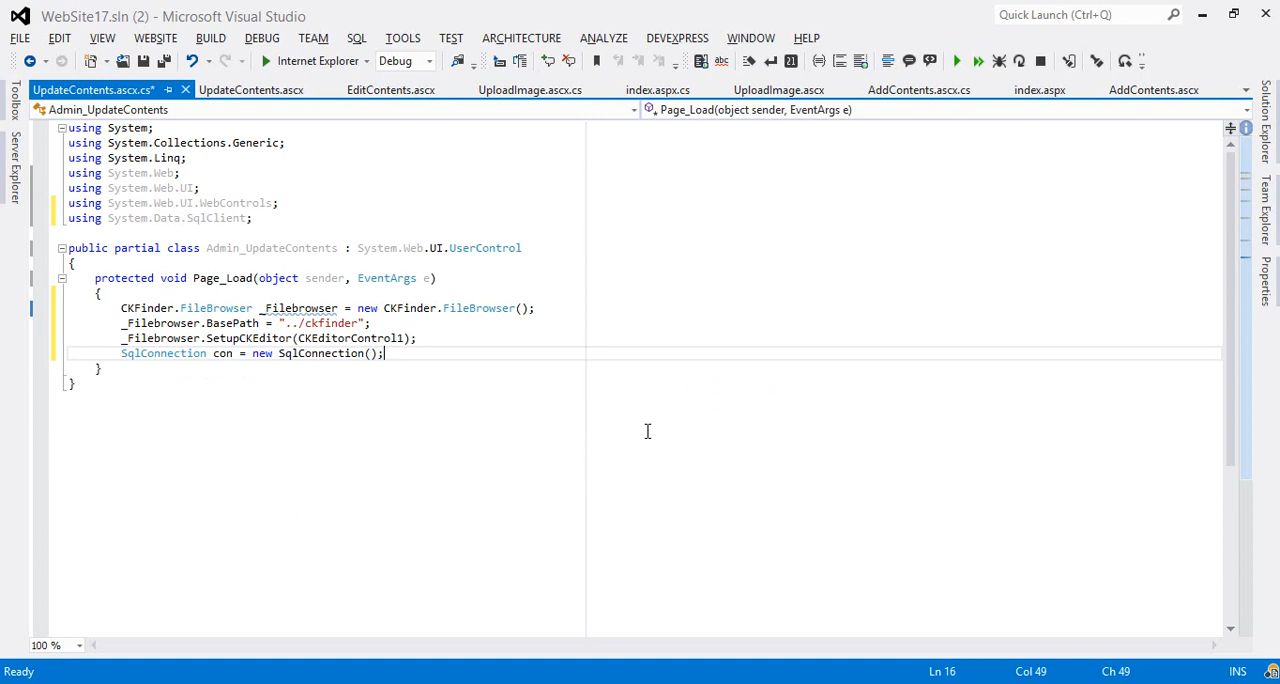 WebSite17.sln (2) - Microsoft Visual Studio
Quick Launch (Ctrl+Q)
FILE EDIT VIEW WEBSITE BUILD DEBUG TEAM SQL TOOLS TEST ARCHITECTURE ANALYZE DEVEXPRESS WINDOW HELP
Internet Explorer Debug
UpdateContents.ascx.cs* UpdateContents.ascx EditContents.ascx UploadImage.ascx.cs index.aspx.cs UploadImage.ascx AddContents.ascx.cs index.aspx AddContents.ascx
Admin_UpdateContents Page_Load(object sender, EventArgs e)
Toolbox
Server Explorer
using System;
using System.Collections.Generic;
using System.Linq;
using System.Web;
using System.Web.UI;
using System.Web.UI.WebControls;
using System.Data.SqlClient;
public partial class Admin_UpdateContents : System.Web.UI.UserControl
{
protected void Page_Load(object sender, EventArgs e)
{
CKFinder.FileBrowser _Filebrowser = new CKFinder.FileBrowser();
_Filebrowser.BasePath = "../ckfinder";
_Filebrowser.SetupCKEditor(CKEditorControl1);
SqlConnection con = new SqlConnection();
}
}
Solution Explorer
Team Explorer
Properties
100 %
Ready Ln 16 Col 49 Ch 49 INS